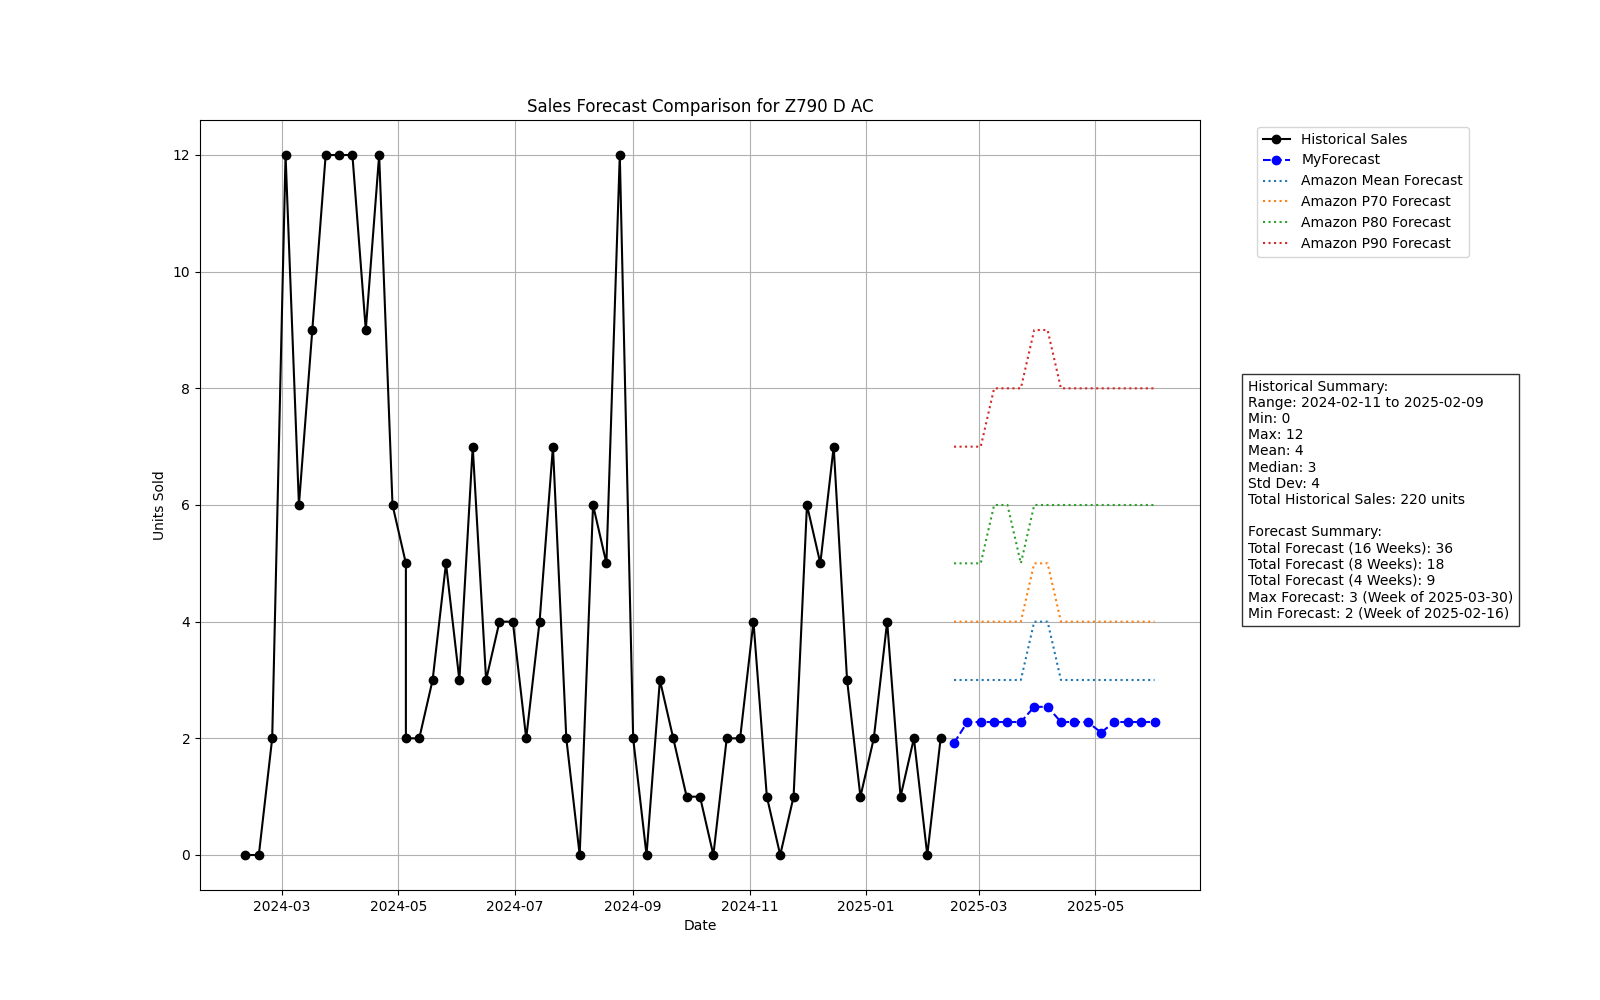 Sales Forecast Comparison for Z790 D AC
Units Sold
12
10
8
6
4
2
0
2024-03
2024-05
2024-07
2024-09
2024-11
2025-01
2025-03
2025-05
Date
Historical Sales
MyForecast
Amazon Mean Forecast
Amazon P70 Forecast
Amazon P80 Forecast
Amazon P90 Forecast
Historical Summary:
Range: 2024-02-11 to 2025-02-09
Min: 0
Max: 12
Mean: 4
Median: 3
Std Dev: 4
Total Historical Sales: 220 units
Forecast Summary:
Total Forecast (16 Weeks): 36
Total Forecast (8 Weeks): 18
Total Forecast (4 Weeks): 9
Max Forecast: 3 (Week of 2025-03-30)
Min Forecast: 2 (Week of 2025-02-16)